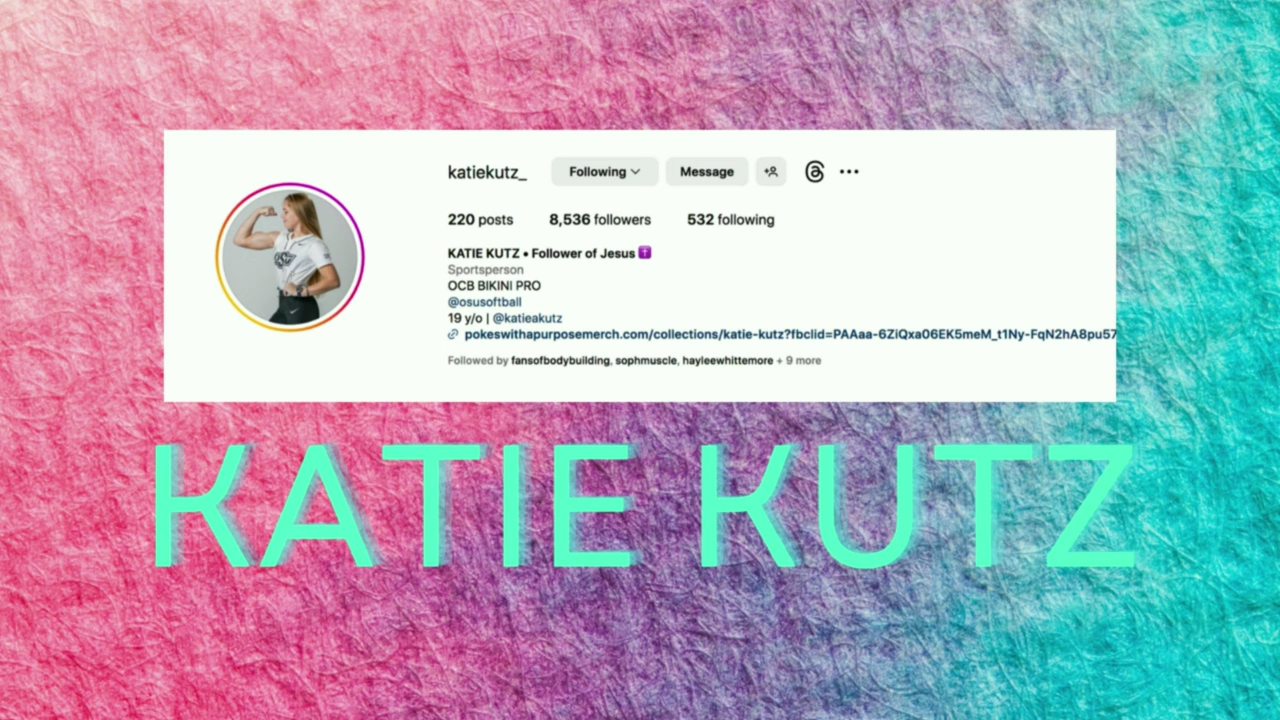 katiekutz_ Following Message
220 posts 8,536 followers 532 following
KATIE KUTZ • Follower of Jesus ✝️
Sportsperson
OCB BIKINI PRO
@osusoftball
19 y/o | @katieakutz
pokeswithapurposemerch.com/collections/katie-kutz?fbclid=PAAaa-6ZiQxa06EK5meM_t1Ny-FqN2hA8pu57
Followed by fansofbodybuilding, sophmuscle, hayleewhittemore + 9 more
KATIE KUTZ